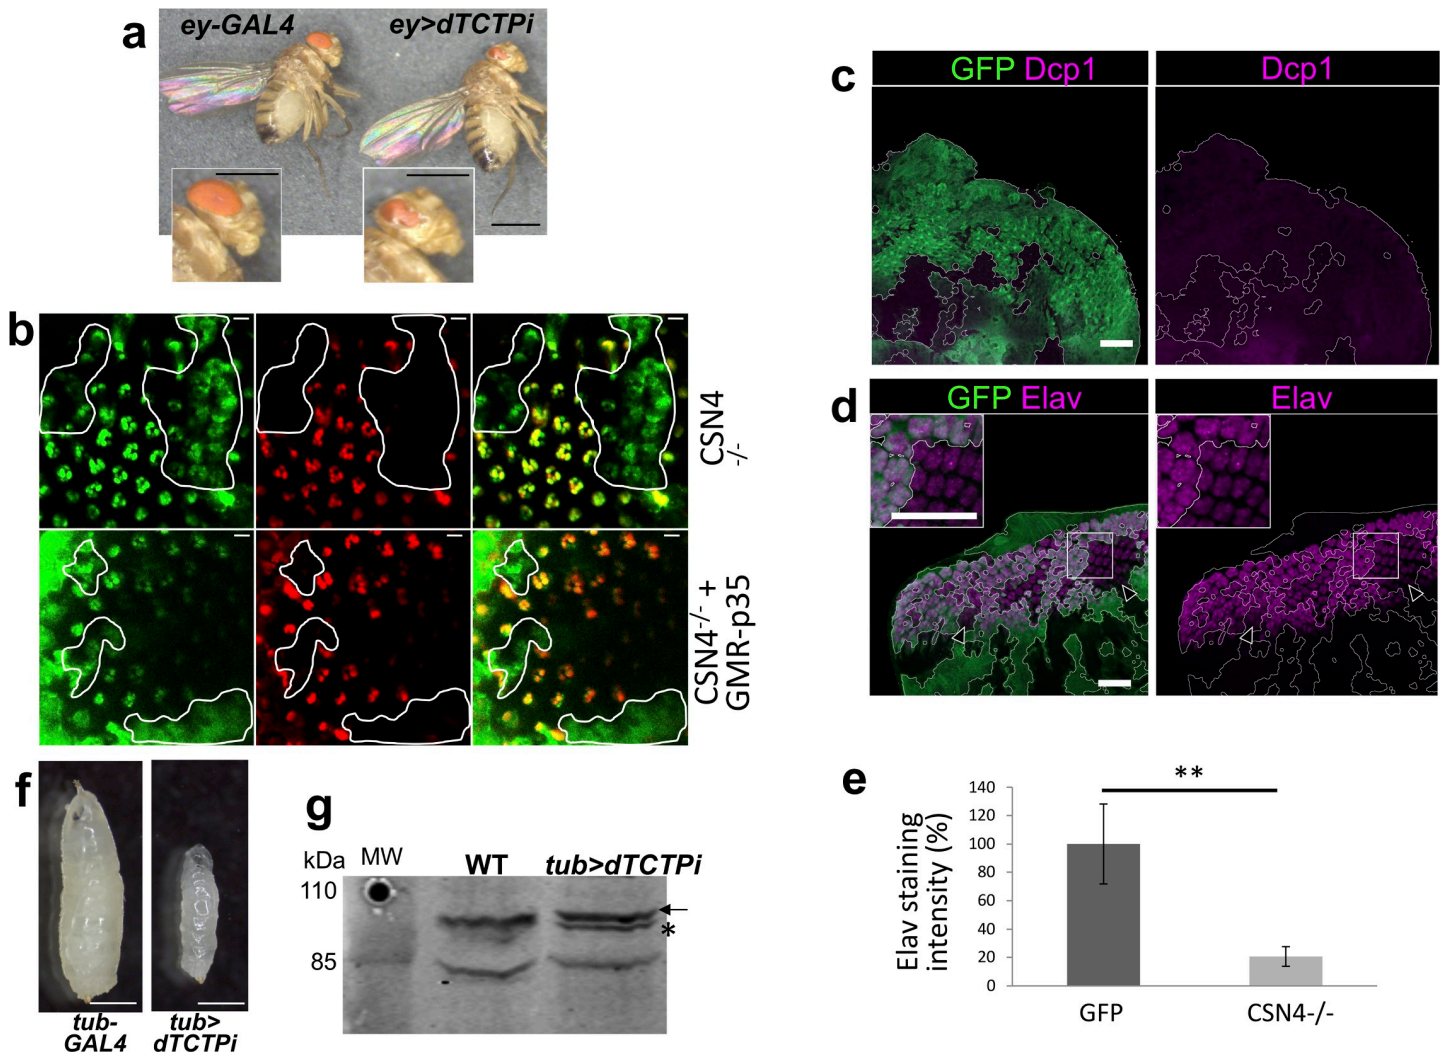 a
ey-GAL4
ey>dTCTPi
b
CSN4
-/-
CSN4-/- +
GMR-p35
c
GFP Dcp1
Dcp1
d
GFP Elav
Elav
e
Elav staining
intensity (%)
140
120
100
80
60
40
20
0
**
GFP
CSN4-/-
f
tub-
GAL4
tub>
dTCTPi
g
kDa
MW
WT
tub>dTCTPi
110
85
*